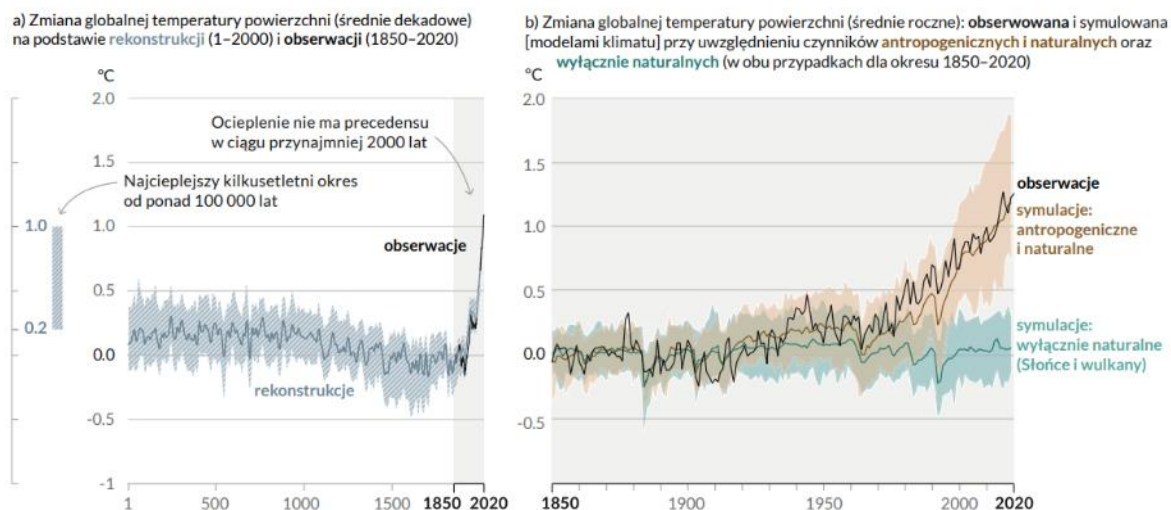 a) Zmiana globalnej temperatury powierzchni (średnie dekadowe)
na podstawie rekonstrukcji (1–2000) i obserwacji (1850–2020)
°C
2.0
1.5
1.0
0.5
0.0
-0.5
-1
1.0
0.2
Ocieplenie nie ma precedensu
w ciągu przynajmniej 2000 lat
Najcieplejszy kilkusetletni okres
od ponad 100 000 lat
obserwacje
rekonstrukcje
1
500
1000
1500
1850
2020
b) Zmiana globalnej temperatury powierzchni (średnie roczne): obserwowana i symulowana
[modelami klimatu] przy uwzględnieniu czynników antropogenicznych i naturalnych oraz
wyłącznie naturalnych (w obu przypadkach dla okresu 1850–2020)
°C
2.0
1.5
1.0
0.5
0.0
-0.5
obserwacje
symulacje:
antropogeniczne
i naturalne
symulacje:
wyłącznie naturalne
(Słońce i wulkany)
1850
1900
1950
2000
2020